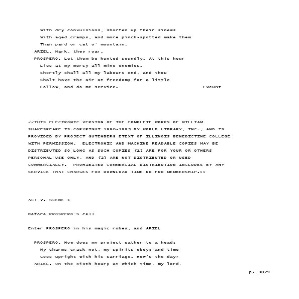 With dry convulsions, shorten up their sinews
With aged cramps, and more pinch-spotted make them
Than pard or cat o' mountain.
ARIEL. Hark, they roar.
PROSPERO. Let them be hunted soundly. At this hour
Lies at my mercy all mine enemies.
Shortly shall all my labours end, and thou
Shalt have the air at freedom for a little
Follow, and do me service. Exeunt
<<THIS ELECTRONIC VERSION OF THE COMPLETE WORKS OF WILLIAM
SHAKESPEARE IS COPYRIGHT 1990-1993 BY WORLD LIBRARY, INC., AND IS
PROVIDED BY PROJECT GUTENBERG ETEXT OF ILLINOIS BENEDICTINE COLLEGE
WITH PERMISSION. ELECTRONIC AND MACHINE READABLE COPIES MAY BE
DISTRIBUTED SO LONG AS SUCH COPIES (1) ARE FOR YOUR OR OTHERS
PERSONAL USE ONLY, AND (2) ARE NOT DISTRIBUTED OR USED
COMMERCIALLY. PROHIBITED COMMERCIAL DISTRIBUTION INCLUDES BY ANY
SERVICE THAT CHARGES FOR DOWNLOAD TIME OR FOR MEMBERSHIP.>>
ACT V. SCENE 1
Before PROSPERO'S cell
Enter PROSPERO in his magic robes, and ARIEL
PROSPERO. Now does my project gather to a head;
My charms crack not, my spirits obey; and time
Goes upright with his carriage. How's the day?
ARIEL. On the sixth hour; at which time, my lord,